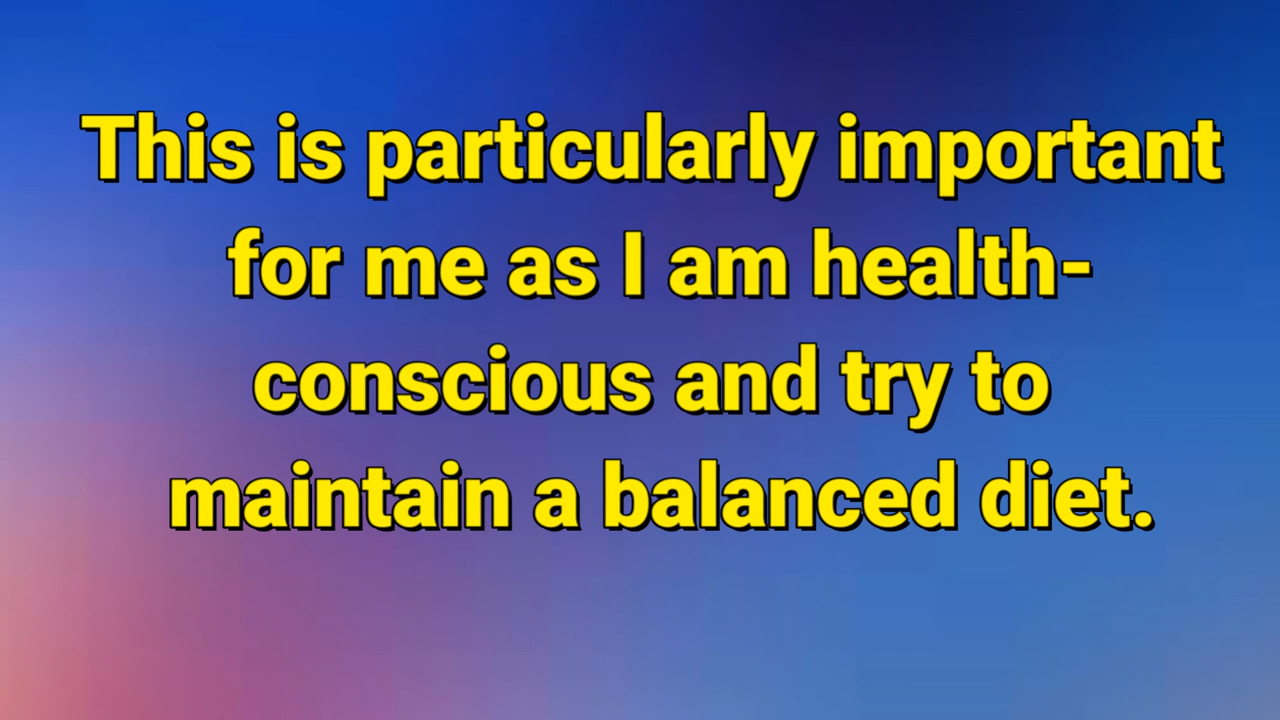 This is particularly important
for me as I am health-
conscious and try to
maintain a balanced diet.